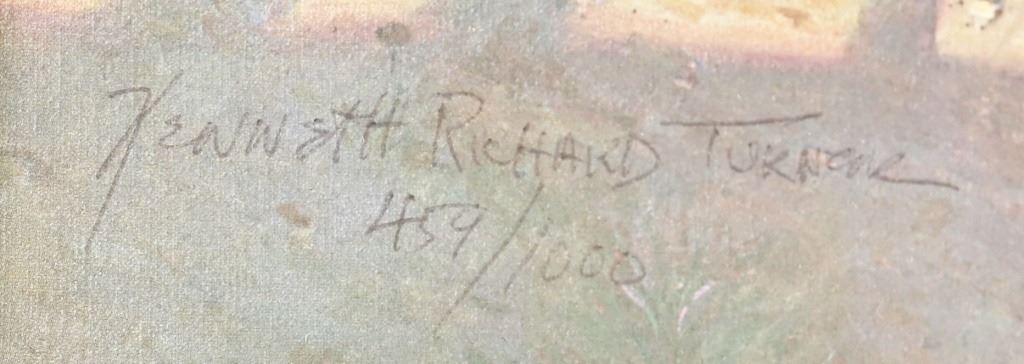 KENNETH RICHARD TURNER
459/1000